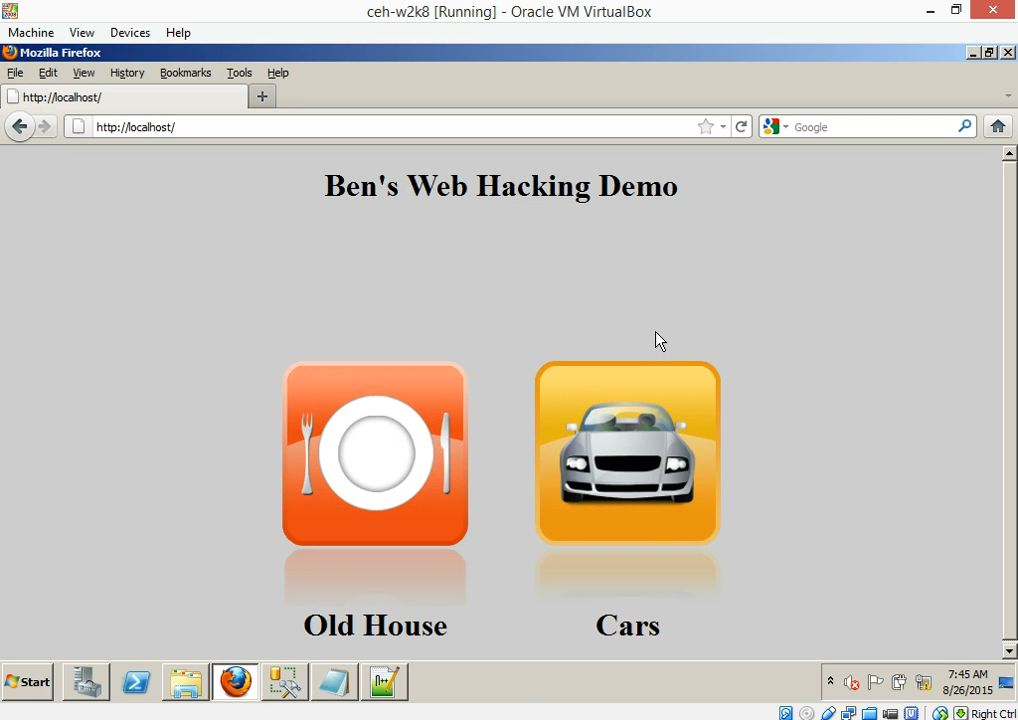 ceh-w2k8 [Running] - Oracle VM VirtualBox
Machine View Devices Help
Mozilla Firefox
File Edit View History Bookmarks Tools Help
http://localhost/
http://localhost/ Google
Ben's Web Hacking Demo
Old House Cars
Start
7:45 AM
8/26/2015
Right Ctrl